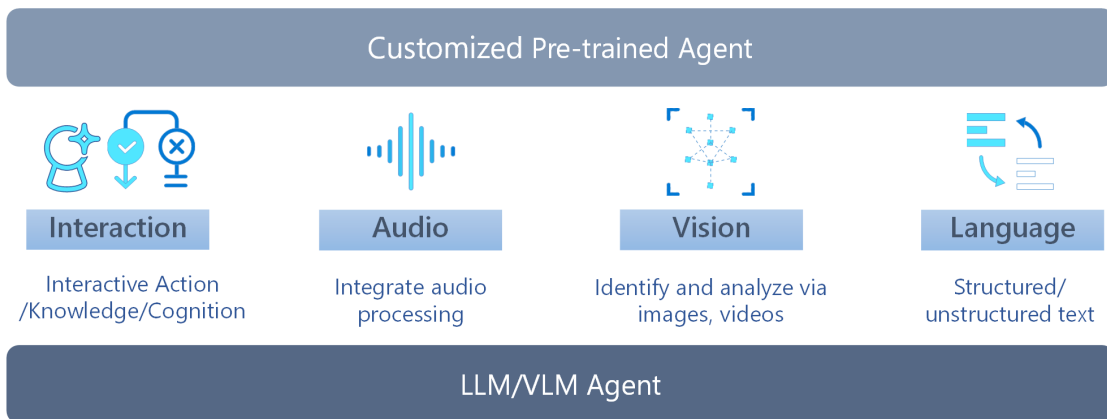 Customized Pre-trained Agent
Interaction
Audio
Vision
Language
Interactive Action
/Knowledge/Cognition
Integrate audio
processing
Identify and analyze via
images, videos
Structured/
unstructured text
LLM/VLM Agent